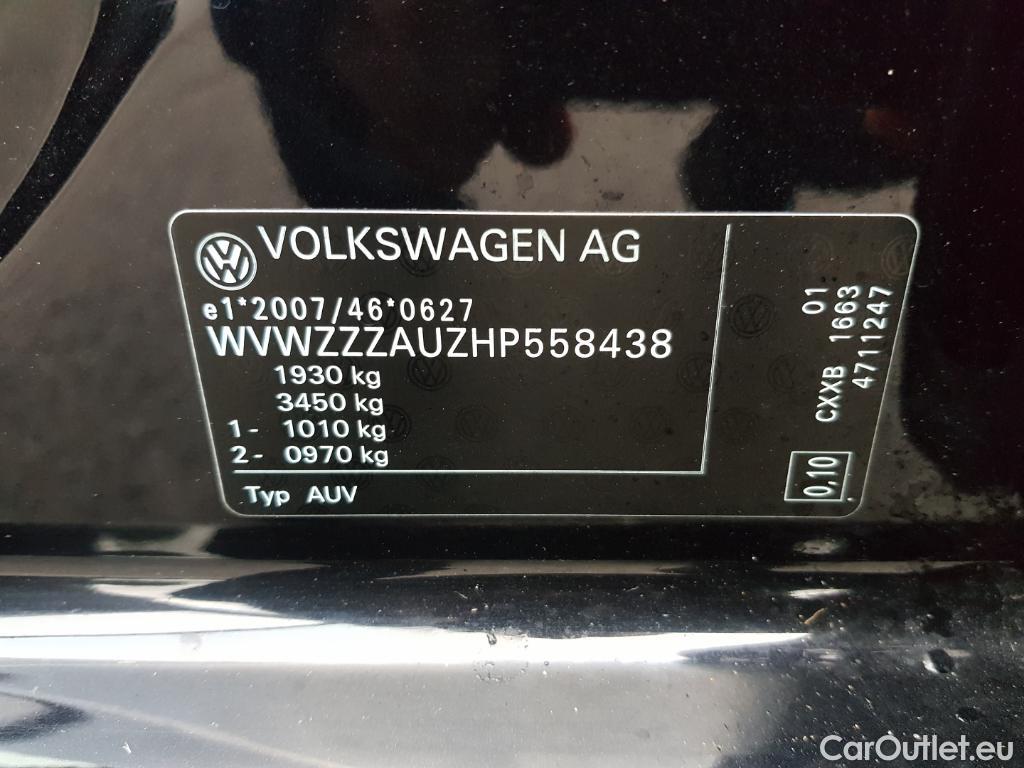 VOLKSWAGEN AG
e1*2007/46*0627
WVWZZZAUZHP558438
1930 kg
3450 kg
1- 1010 kg
2- 0970 kg
Typ AUV
01
CXXB 1663
4711247
0,10
CarOutlet.eu